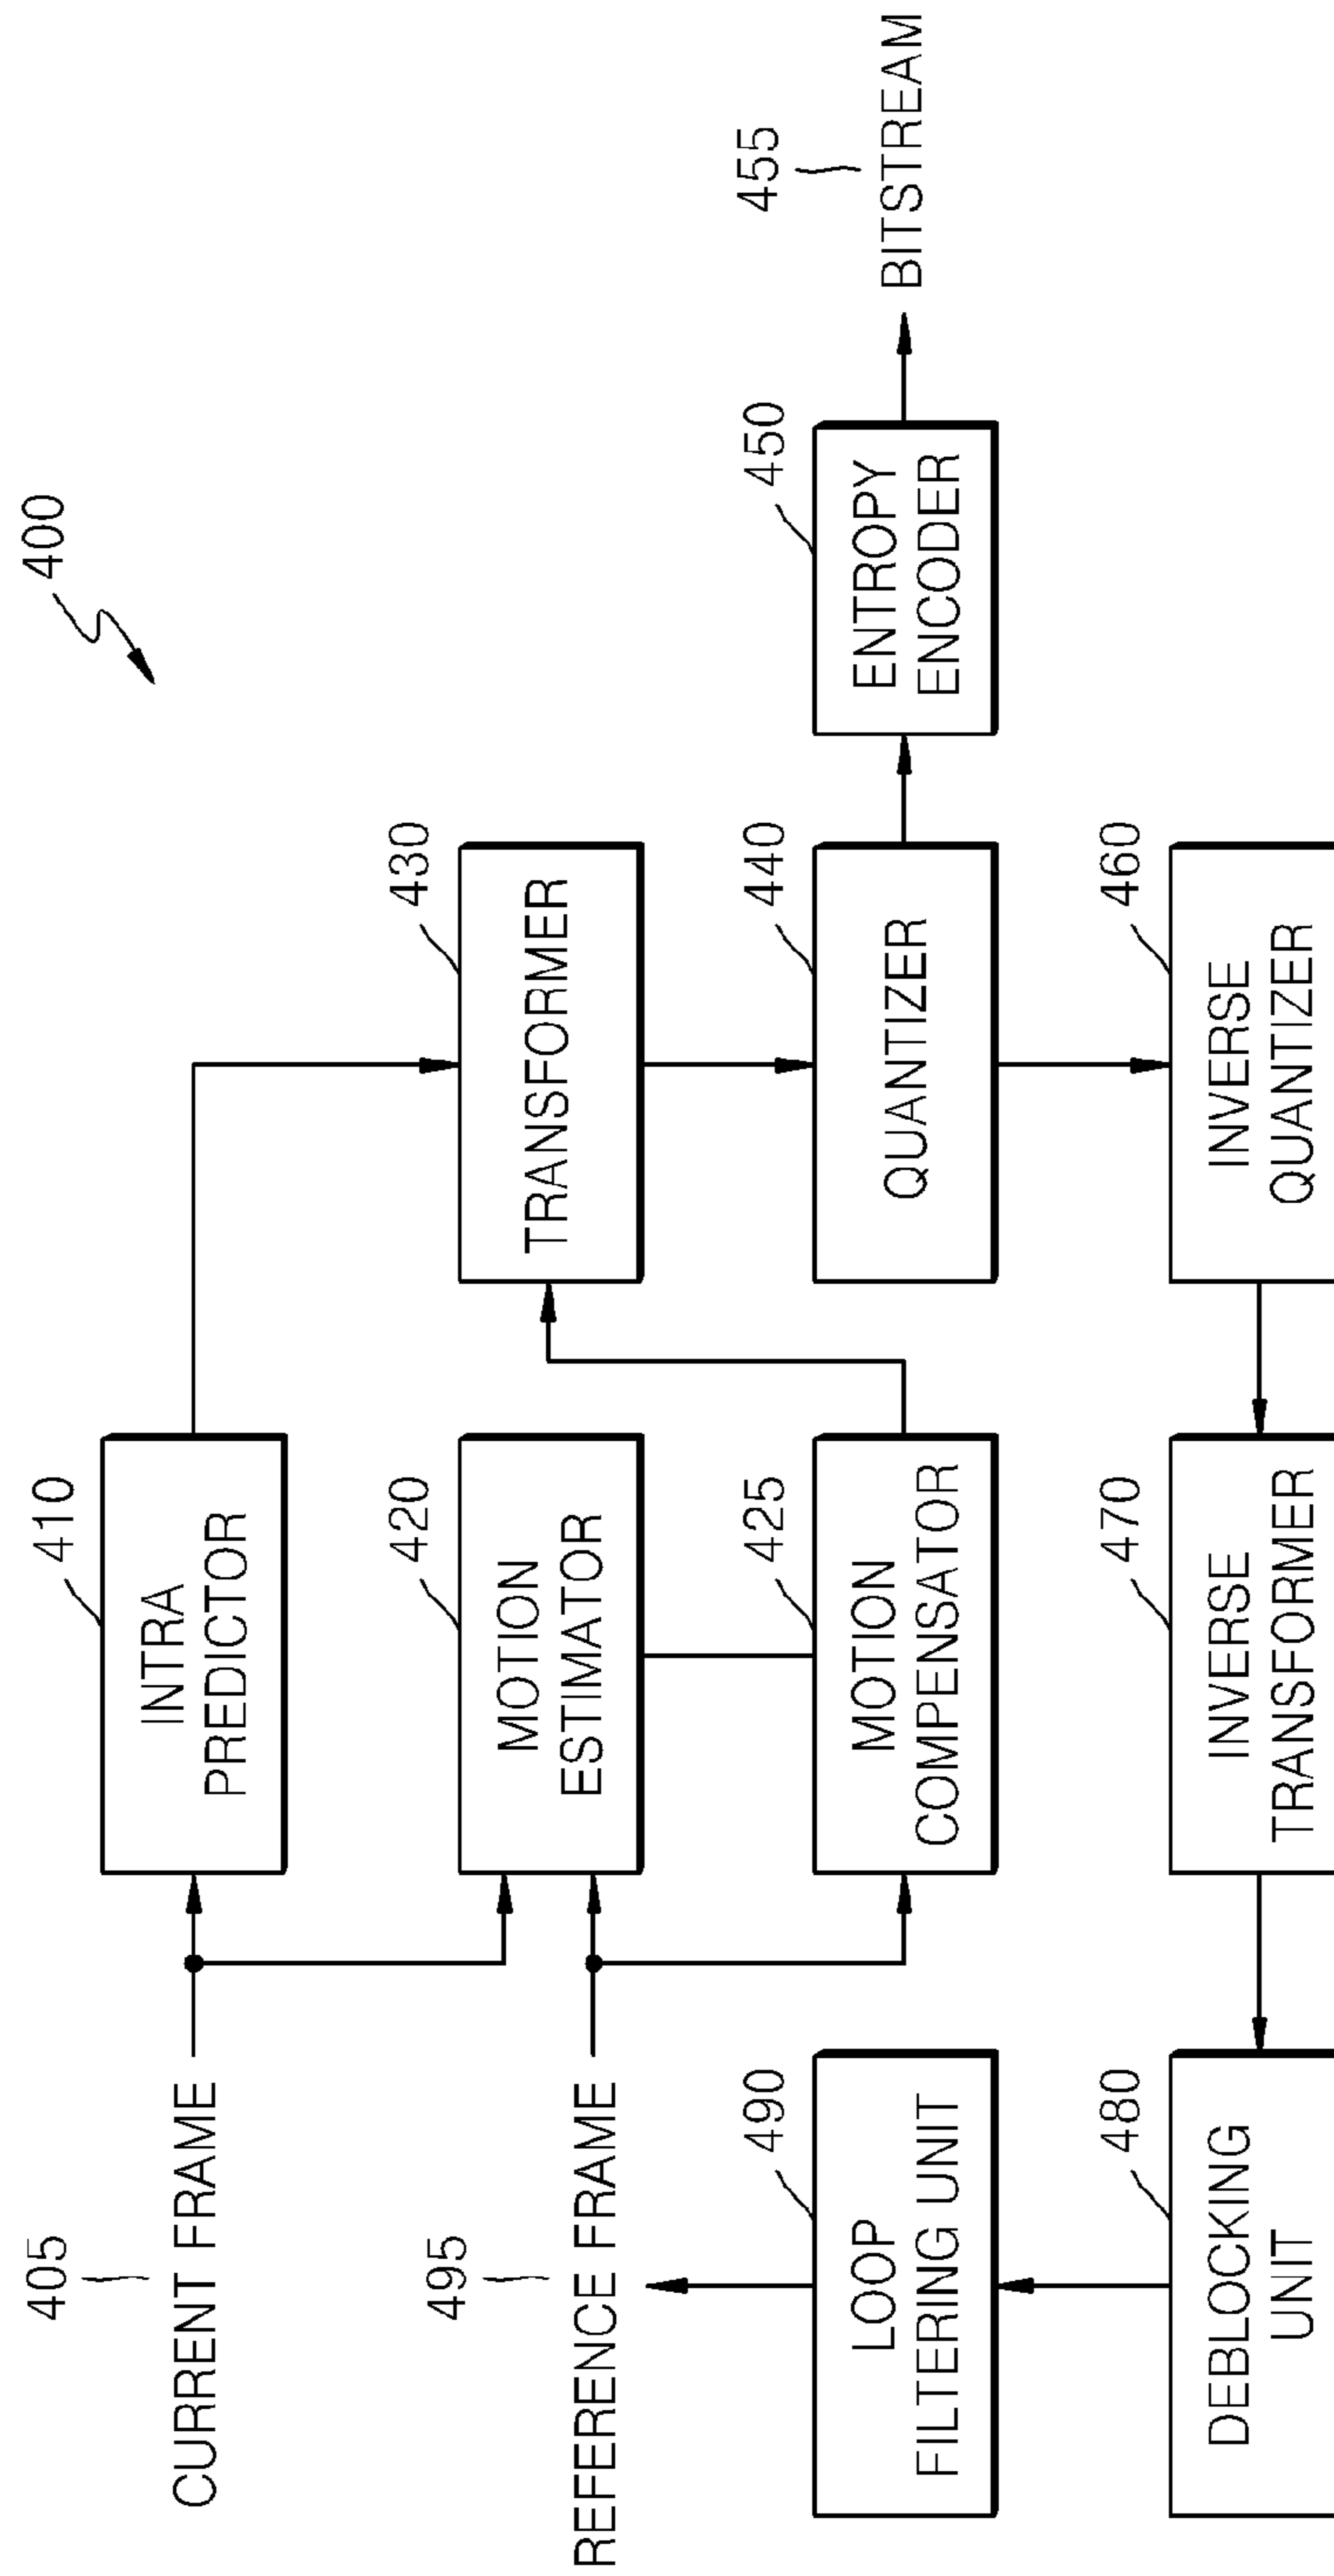 400
405
CURRENT FRAME
410
INTRA
PREDICTOR
495
REFERENCE FRAME
420
MOTION
ESTIMATOR
430
TRANSFORMER
490
LOOP
FILTERING UNIT
425
MOTION
COMPENSATOR
440
QUANTIZER
450
ENTROPY
ENCODER
455
BITSTREAM
480
DEBLOCKING
UNIT
470
INVERSE
TRANSFORMER
460
INVERSE
QUANTIZER